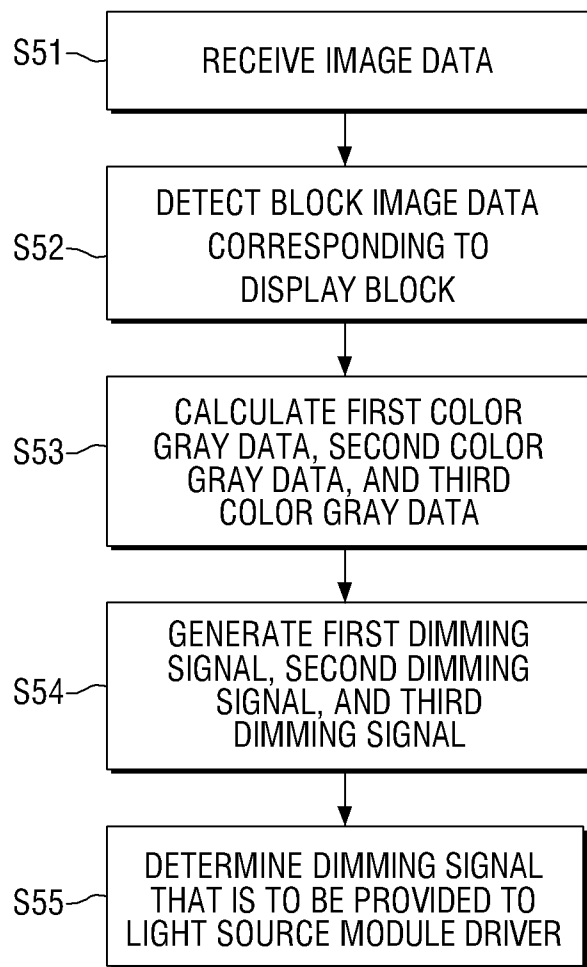 S51
RECEIVE IMAGE DATA
S52
DETECT BLOCK IMAGE DATA
CORRESPONDING TO
DISPLAY BLOCK
S53
CALCULATE FIRST COLOR
GRAY DATA, SECOND COLOR
GRAY DATA, AND THIRD
COLOR GRAY DATA
S54
GENERATE FIRST DIMMING
SIGNAL, SECOND DIMMING
SIGNAL, AND THIRD
DIMMING SIGNAL
S55
DETERMINE DIMMING SIGNAL
THAT IS TO BE PROVIDED TO
LIGHT SOURCE MODULE DRIVER